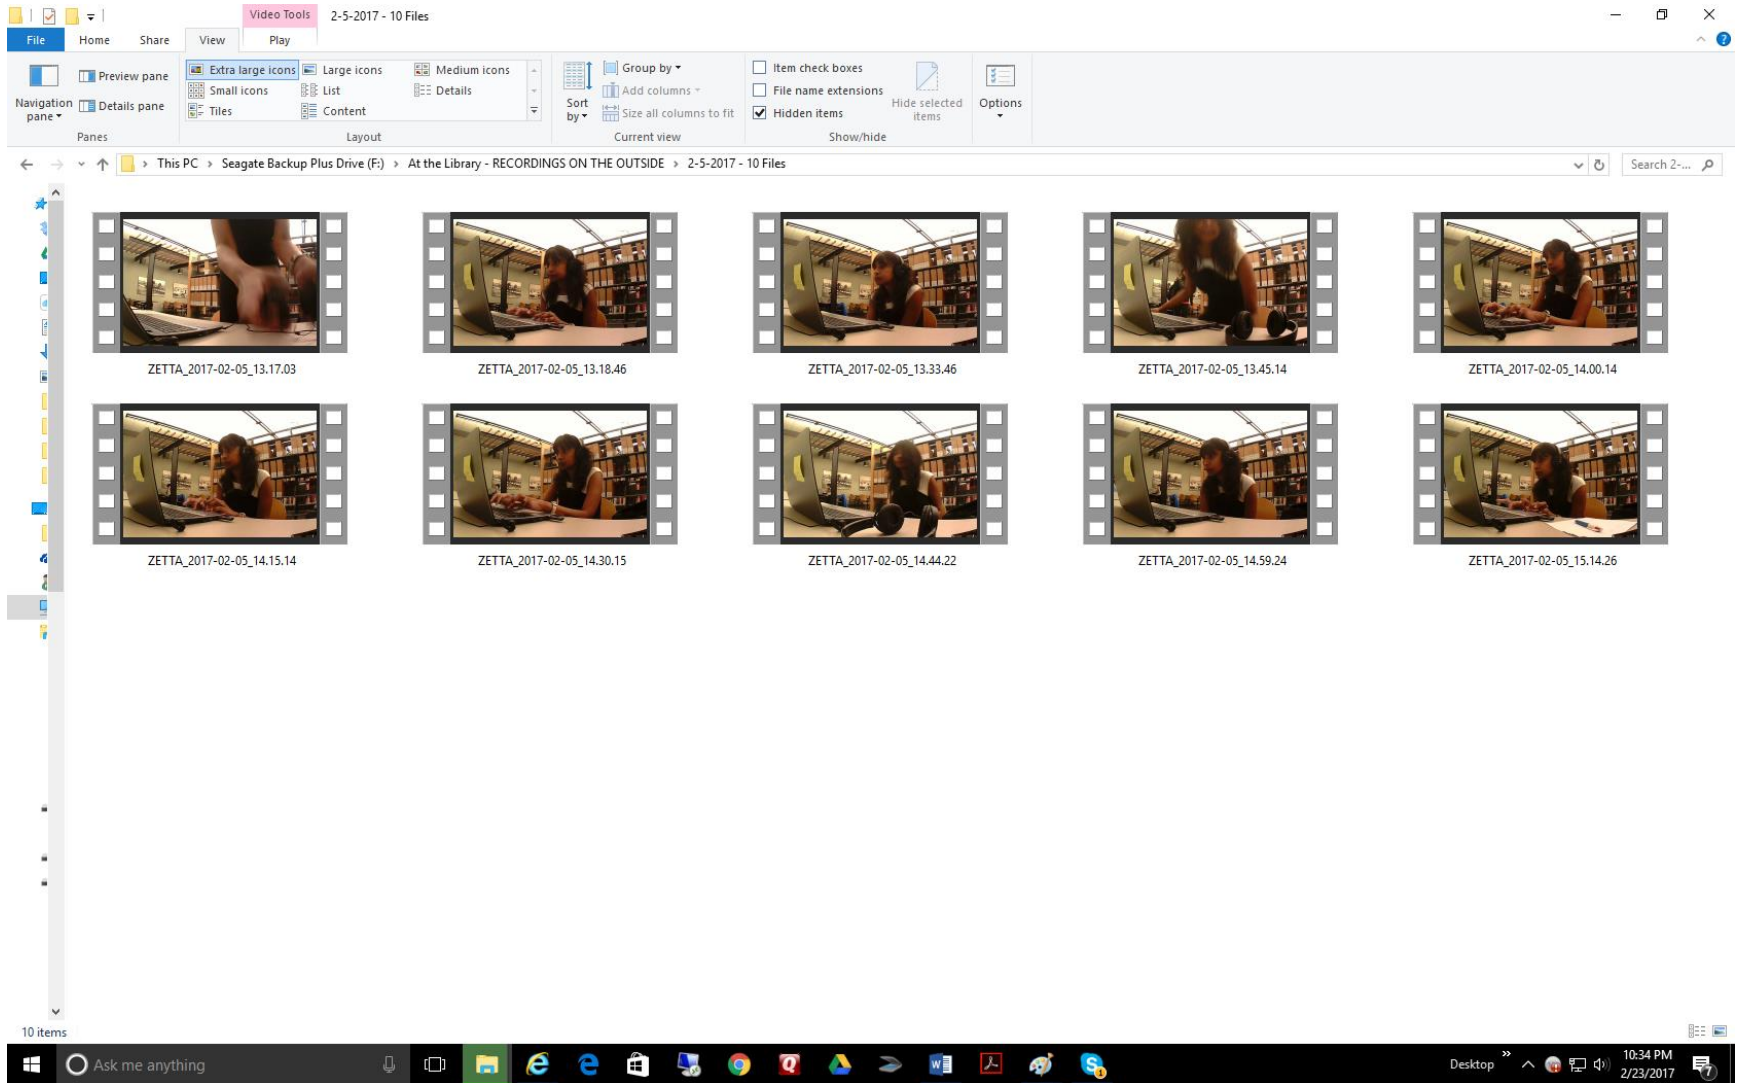 Video Tools 2-5-2017 - 10 Files
File Home Share View Play
Navigation pane
Preview pane
Details pane
Panes
Extra large icons Large icons Medium icons
Small icons List Details
Tiles Content
Layout
Sort by
Group by
Add columns
Size all columns to fit
Current view
Item check boxes
File name extensions
Hidden items
Hide selected items
Show/hide
Options
This PC > Seagate Backup Plus Drive (F:) > At the Library - RECORDINGS ON THE OUTSIDE > 2-5-2017 - 10 Files
Search 2-...
ZETTA_2017-02-05_13.17.03 ZETTA_2017-02-05_13.18.46 ZETTA_2017-02-05_13.33.46 ZETTA_2017-02-05_13.45.14 ZETTA_2017-02-05_14.00.14
ZETTA_2017-02-05_14.15.14 ZETTA_2017-02-05_14.30.15 ZETTA_2017-02-05_14.44.22 ZETTA_2017-02-05_14.59.24 ZETTA_2017-02-05_15.14.26
10 items
Ask me anything
Desktop
10:34 PM
2/23/2017
7